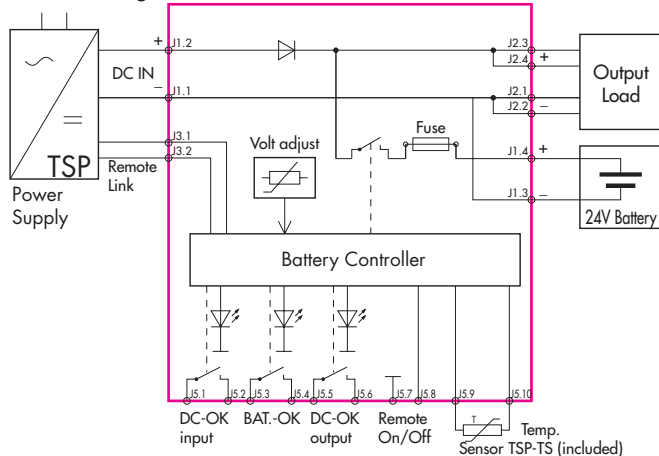 +
J1.2
DC IN
−
J1.1
J3.1
J3.2
TSP
Remote
Link
Power
Supply
Volt adjust
Fuse
J2.3
J2.4
+
J2.1
J2.2
−
Output
Load
J1.4
+
J1.3
−
24V Battery
Battery Controller
J5.1
J5.2
J5.3
J5.4
J5.5
J5.6
J5.7
J5.8
J5.9
J5.10
DC-OK
input
BAT.-OK
DC-OK
output
Remote
On/Off
T
Temp.
Sensor TSP-TS (included)